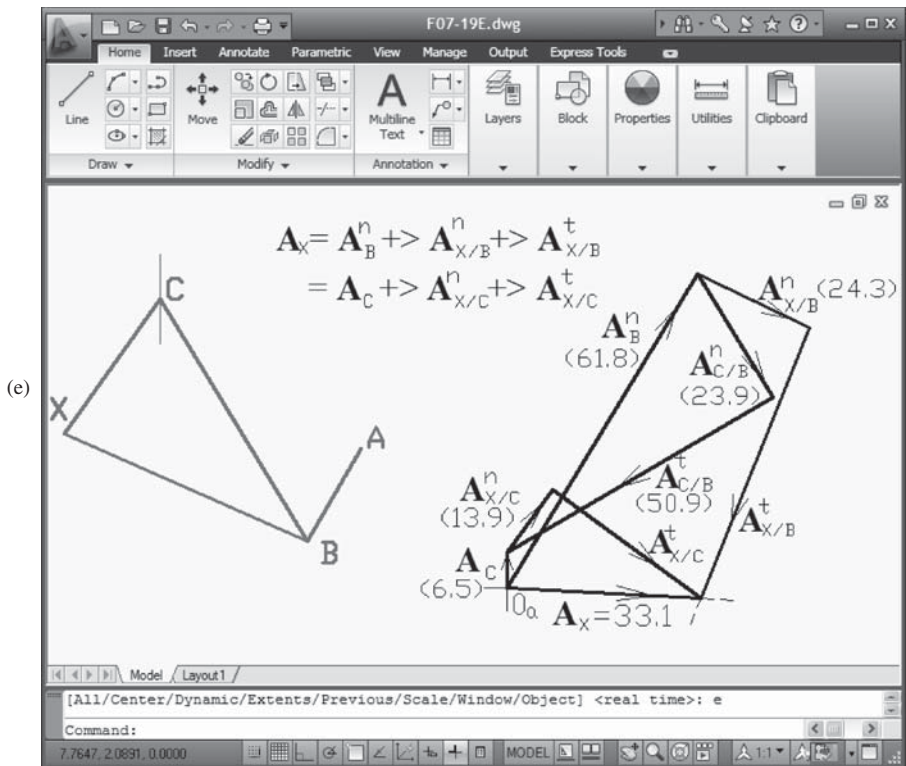 F07-19E.dwg
Home Insert Annotate Parametric View Manage Output Express Tools
Line
Move
A
Multiline
Text
Layers
Block
Properties
Utilities
Clipboard
Draw
Modify
Annotation
A_X = A^n_B +> A^n_X/B +> A^t_X/B
= A_C +> A^n_X/C +> A^t_X/C
C
X
A
B
A^n_X/B (24.3)
A^n_B
(61.8)
A^n_C/B
(23.9)
A^t_C/B
(50.9)
A^n_X/C
(13.9)
A^t_X/B
A^t_X/C
A_C
(6.5)
0a
A_X=33.1
(e)
Model Layout1
[All/Center/Dynamic/Extents/Previous/Scale/Window/Object] <real time>: e
Command:
7.7647, 2.0891, 0.0000 MODEL 1:1